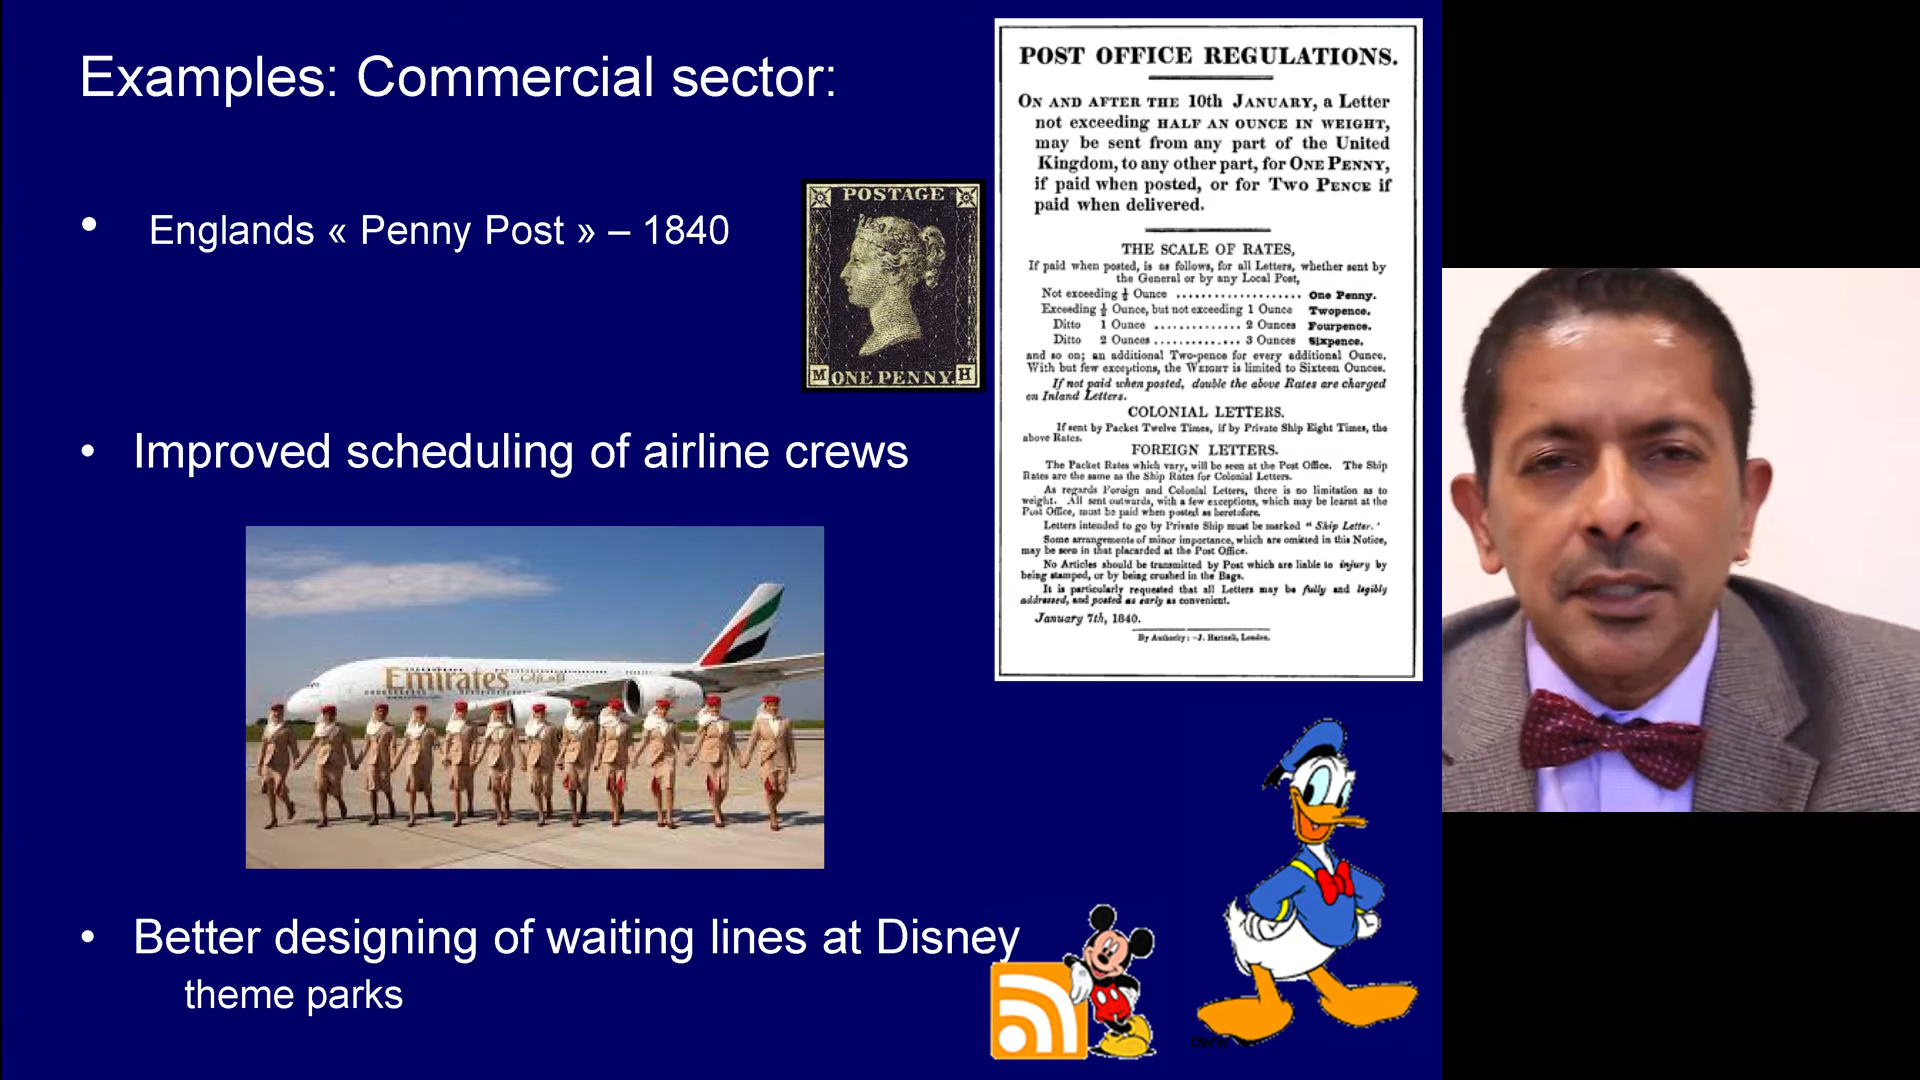 Examples: Commercial sector:
• Englands « Penny Post » – 1840
POSTAGE
M ONE PENNY. H
• Improved scheduling of airline crews
Emirates
• Better designing of waiting lines at Disney
theme parks
POST OFFICE REGULATIONS.
ON AND AFTER THE 10th JANUARY, a Letter
not exceeding HALF AN OUNCE IN WEIGHT,
may be sent from any part of the United
Kingdom, to any other part, for ONE PENNY,
if paid when posted, or for TWO PENCE if
paid when delivered.
THE SCALE OF RATES,
If paid when posted, is as follows, for all Letters, whether sent by
the General or by any Local Post,
Not exceeding ½ Ounce .................... One Penny.
Exceeding ½ Ounce, but not exceeding 1 Ounce Twopence.
Ditto 1 Ounce .............. 2 Ounces Fourpence.
Ditto 2 Ounces .............. 3 Ounces Sixpence.
and so on; an additional Two-pence for every additional Ounce.
With but few exceptions, the WEIGHT is limited to Sixteen Ounces.
If not paid when posted, double the above Rates are charged
on Inland Letters.
COLONIAL LETTERS.
If sent by Packet Twelve Times, if by Private Ship Eight Times, the
above Rates.
FOREIGN LETTERS.
The Packet Rates which vary, will be seen at the Post Office. The Ship
Rates are the same as the Ship Rates for Colonial Letters.
As regards Foreign and Colonial Letters, there is no limitation as to
weight. All sent outwards, with a few exceptions, which may be learnt at the
Post Office, must be paid when posted as heretofore.
Letters intended to go by Private Ship must be marked "Ship Letter."
Some arrangements of minor importance, which are omitted in this Notice,
may be seen in that placarded at the Post Office.
No Articles should be transmitted by Post which are liable to injury by
being stamped, or by being crushed in the Bags.
It is particularly requested that all Letters may be fully and legibly
addressed, and posted as early as convenient.
January 7th, 1840.
By Authority:—J. Hartnell, London.